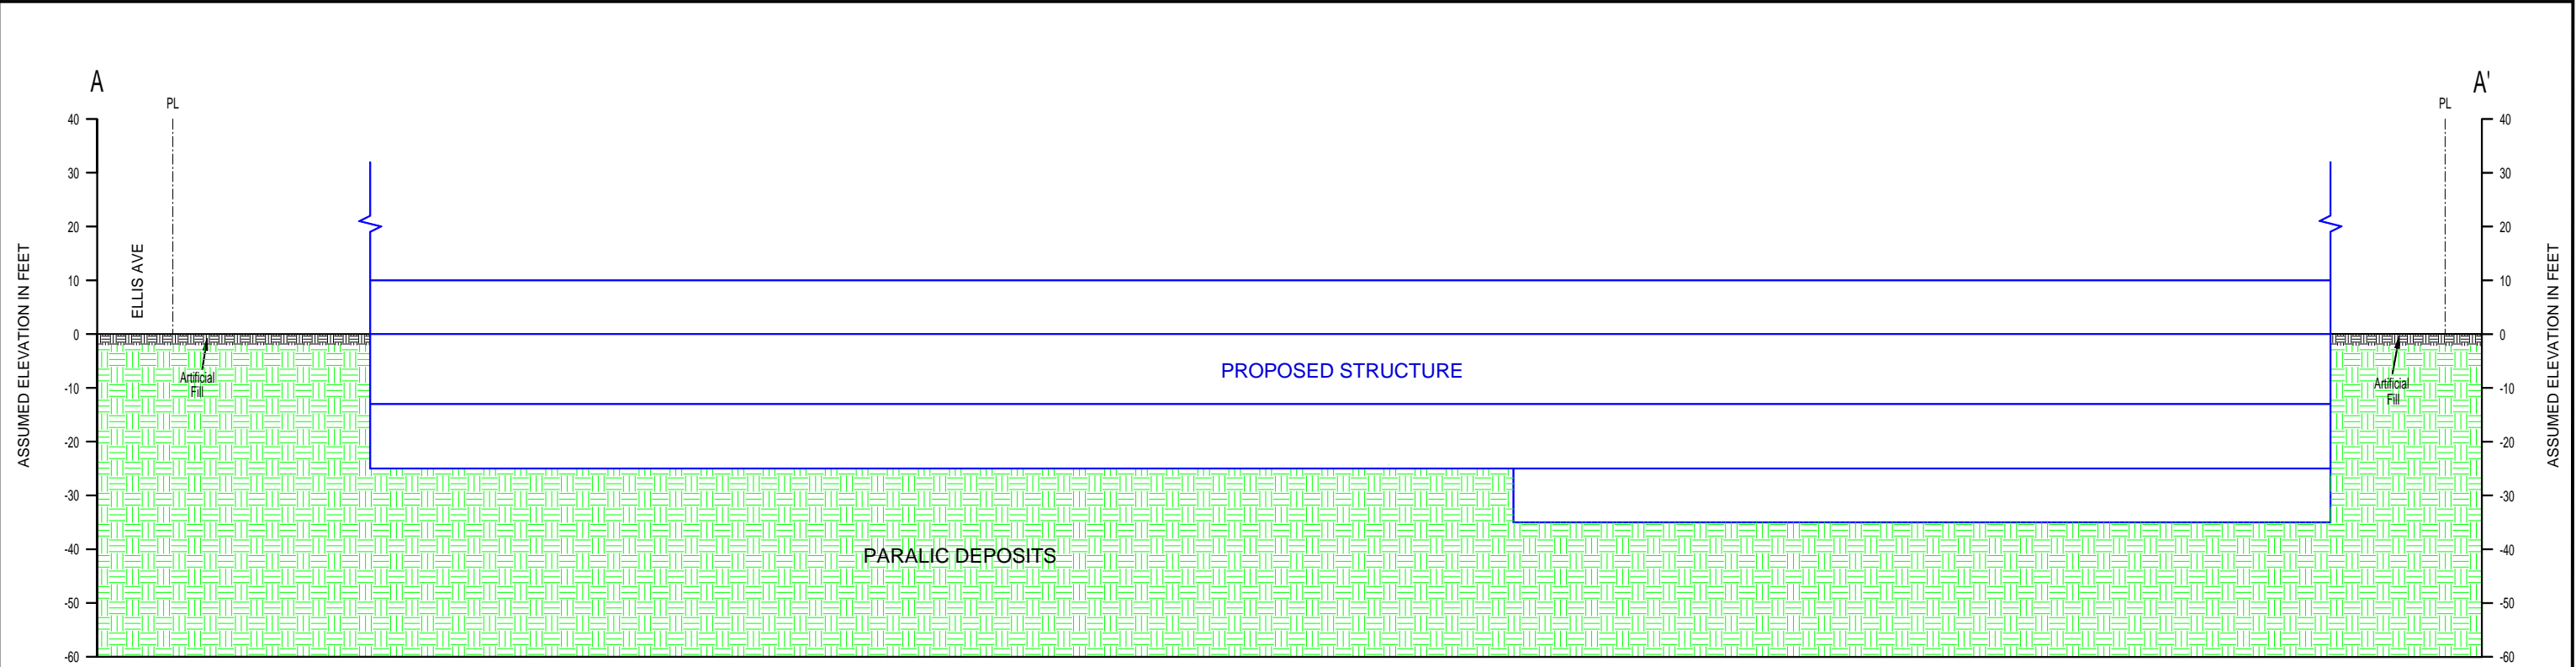 A
A'
PL
PL
40
40
30
30
20
20
10
10
0
0
-10
-10
-20
-20
-30
-30
-40
-40
-50
-50
-60
-60
ASSUMED ELEVATION IN FEET
ELLIS AVE
Artificial
Fill
PROPOSED STRUCTURE
PARALIC DEPOSITS
Artificial
Fill
ASSUMED ELEVATION IN FEET